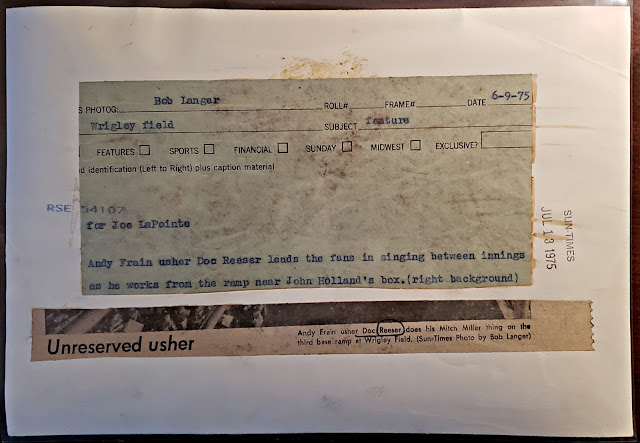 S PHOTOG: Bob Langer ROLL# FRAME# DATE 6-9-75
Wrigley field SUBJECT feature
FEATURES SPORTS FINANCIAL SUNDAY MIDWEST EXCLUSIVE?
d identification (Left to Right) plus caption material
RSE 54107
for Joe LaPointe
Andy Frain usher Doc Reeser leads the fans in singing between innings
as he works from the ramp near John Holland's box.(right background)
SUN-TIMES
JUL 13 1975
Unreserved usher
Andy Frain usher Doc Reeser does his Mitch Miller thing on the
third base ramp at Wrigley Field. (Sun-Times Photo by Bob Langer)